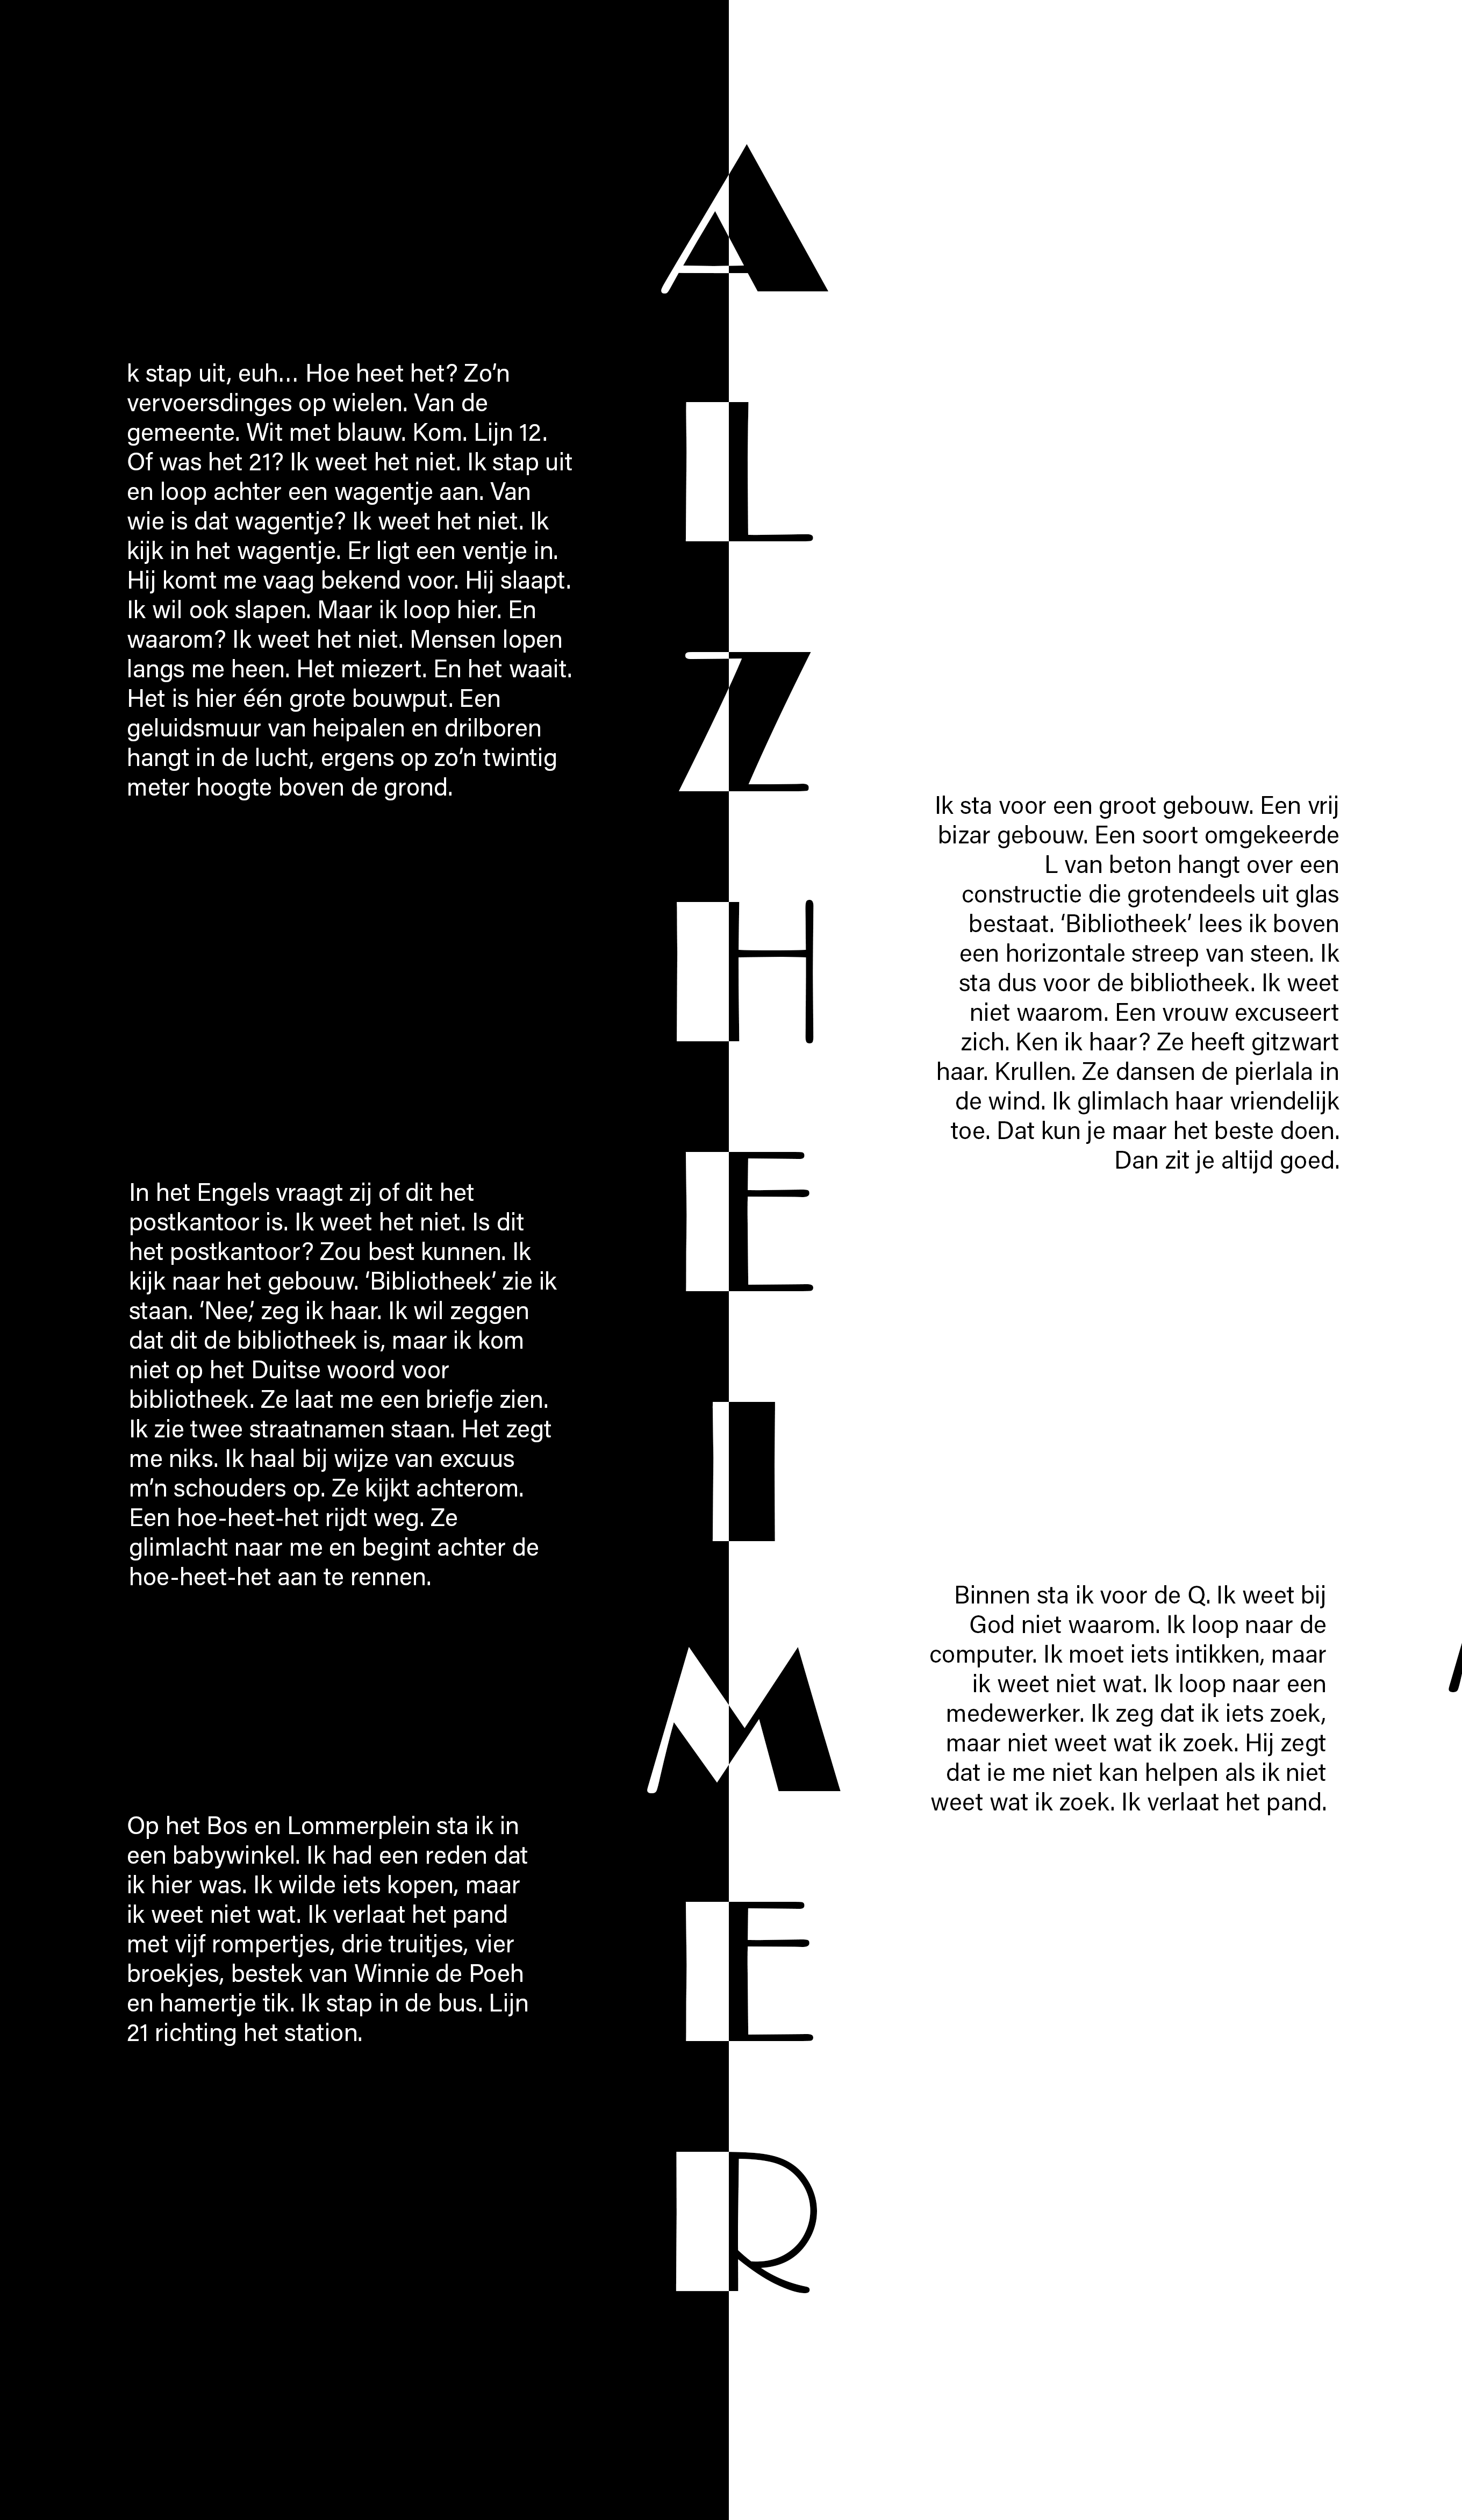 A
L
Z
H
E
I
M
E
R
k stap uit, euh... Hoe heet het? Zo'n
vervoersdinges op wielen. Van de
gemeente. Wit met blauw. Kom. Lijn 12.
Of was het 21? Ik weet het niet. Ik stap uit
en loop achter een wagentje aan. Van
wie is dat wagentje? Ik weet het niet. Ik
kijk in het wagentje. Er ligt een ventje in.
Hij komt me vaag bekend voor. Hij slaapt.
Ik wil ook slapen. Maar ik loop hier. En
waarom? Ik weet het niet. Mensen lopen
langs me heen. Het miezert. En het waait.
Het is hier één grote bouwput. Een
geluidsmuur van heipalen en drilboren
hangt in de lucht, ergens op zo'n twintig
meter hoogte boven de grond.
Ik sta voor een groot gebouw. Een vrij
bizar gebouw. Een soort omgekeerde
L van beton hangt over een
constructie die grotendeels uit glas
bestaat. ‘Bibliotheek’ lees ik boven
een horizontale streep van steen. Ik
sta dus voor de bibliotheek. Ik weet
niet waarom. Een vrouw excuseert
zich. Ken ik haar? Ze heeft gitzwart
haar. Krullen. Ze dansen de pierlala in
de wind. Ik glimlach haar vriendelijk
toe. Dat kun je maar het beste doen.
Dan zit je altijd goed.
In het Engels vraagt zij of dit het
postkantoor is. Ik weet het niet. Is dit
het postkantoor? Zou best kunnen. Ik
kijk naar het gebouw. ‘Bibliotheek’ zie ik
staan. ‘Nee,’ zeg ik haar. Ik wil zeggen
dat dit de bibliotheek is, maar ik kom
niet op het Duitse woord voor
bibliotheek. Ze laat me een briefje zien.
Ik zie twee straatnamen staan. Het zegt
me niks. Ik haal bij wijze van excuus
m'n schouders op. Ze kijkt achterom.
Een hoe-heet-het rijdt weg. Ze
glimlacht naar me en begint achter de
hoe-heet-het aan te rennen.
Binnen sta ik voor de Q. Ik weet bij
God niet waarom. Ik loop naar de
computer. Ik moet iets intikken, maar
ik weet niet wat. Ik loop naar een
medewerker. Ik zeg dat ik iets zoek,
maar niet weet wat ik zoek. Hij zegt
dat ie me niet kan helpen als ik niet
weet wat ik zoek. Ik verlaat het pand.
Op het Bos en Lommerplein sta ik in
een babywinkel. Ik had een reden dat
ik hier was. Ik wilde iets kopen, maar
ik weet niet wat. Ik verlaat het pand
met vijf rompertjes, drie truitjes, vier
broekjes, bestek van Winnie de Poeh
en hamertje tik. Ik stap in de bus. Lijn
21 richting het station.